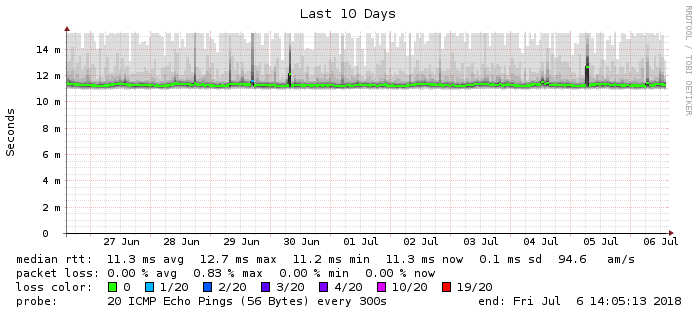 Last 10 Days
RRDTOOL / TOBI OETIKER
Seconds
14 m
12 m
10 m
8 m
6 m
4 m
2 m
0
27 Jun 28 Jun 29 Jun 30 Jun 01 Jul 02 Jul 03 Jul 04 Jul 05 Jul 06 Jul
median rtt: 11.3 ms avg 12.7 ms max 11.2 ms min 11.3 ms now 0.1 ms sd 94.6 am/s
packet loss: 0.00 % avg 0.83 % max 0.00 % min 0.00 % now
loss color: 0 1/20 2/20 3/20 4/20 10/20 19/20
probe: 20 ICMP Echo Pings (56 Bytes) every 300s end: Fri Jul 6 14:05:13 2018